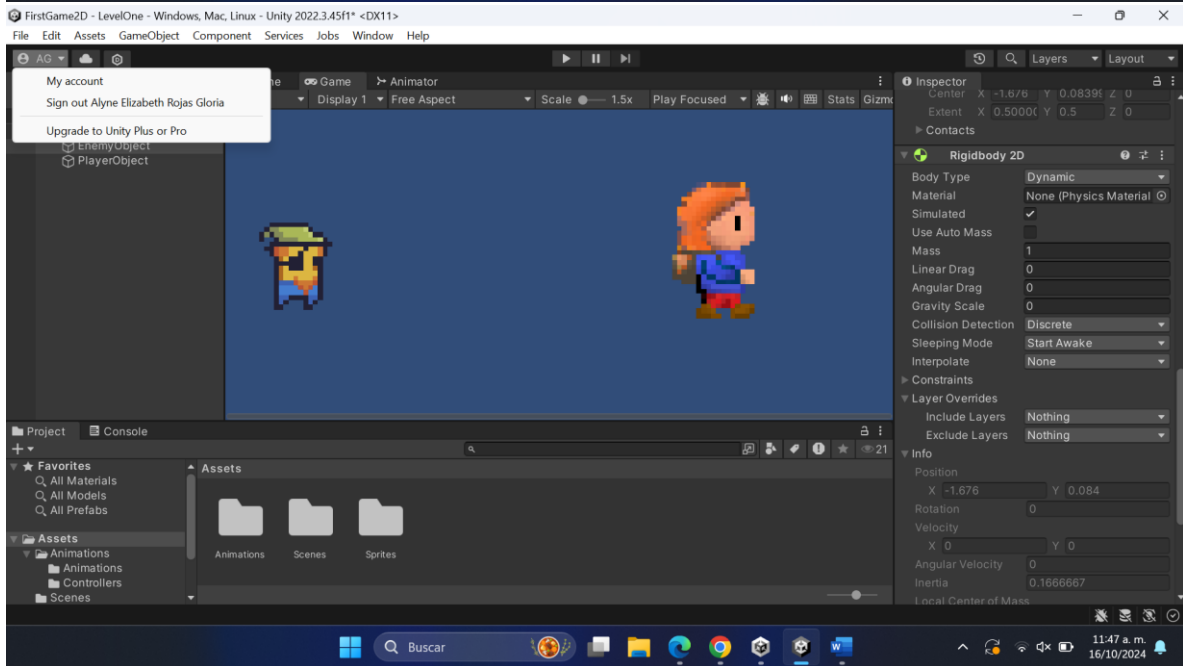 FirstGame2D - LevelOne - Windows, Mac, Linux - Unity 2022.3.45f1* <DX11>
File Edit Assets GameObject Component Services Jobs Window Help
AG
Layers Layout
My account
Sign out Alyne Elizabeth Rojas Gloria
Upgrade to Unity Plus or Pro
Game Animator
Display 1 Free Aspect Scale 1.5x Play Focused Stats Gizmo
EnemyObject
PlayerObject
Inspector
Center X -1.676 Y 0.08399 Z 0
Extent X 0.50000 Y 0.5 Z 0
Contacts
Rigidbody 2D
Body Type Dynamic
Material None (Physics Material
Simulated
Use Auto Mass
Mass 1
Linear Drag 0
Angular Drag 0
Gravity Scale 0
Collision Detection Discrete
Sleeping Mode Start Awake
Interpolate None
Constraints
Layer Overrides
Include Layers Nothing
Exclude Layers Nothing
Info
Position
X -1.676 Y 0.084
Rotation 0
Velocity
X 0 Y 0
Angular Velocity 0
Inertia 0.1666667
Local Center of Mass
Project Console
21
Favorites
All Materials
All Models
All Prefabs
Assets
Animations
Animations
Controllers
Scenes
Assets
Animations Scenes Sprites
Buscar
11:47 a. m.
16/10/2024